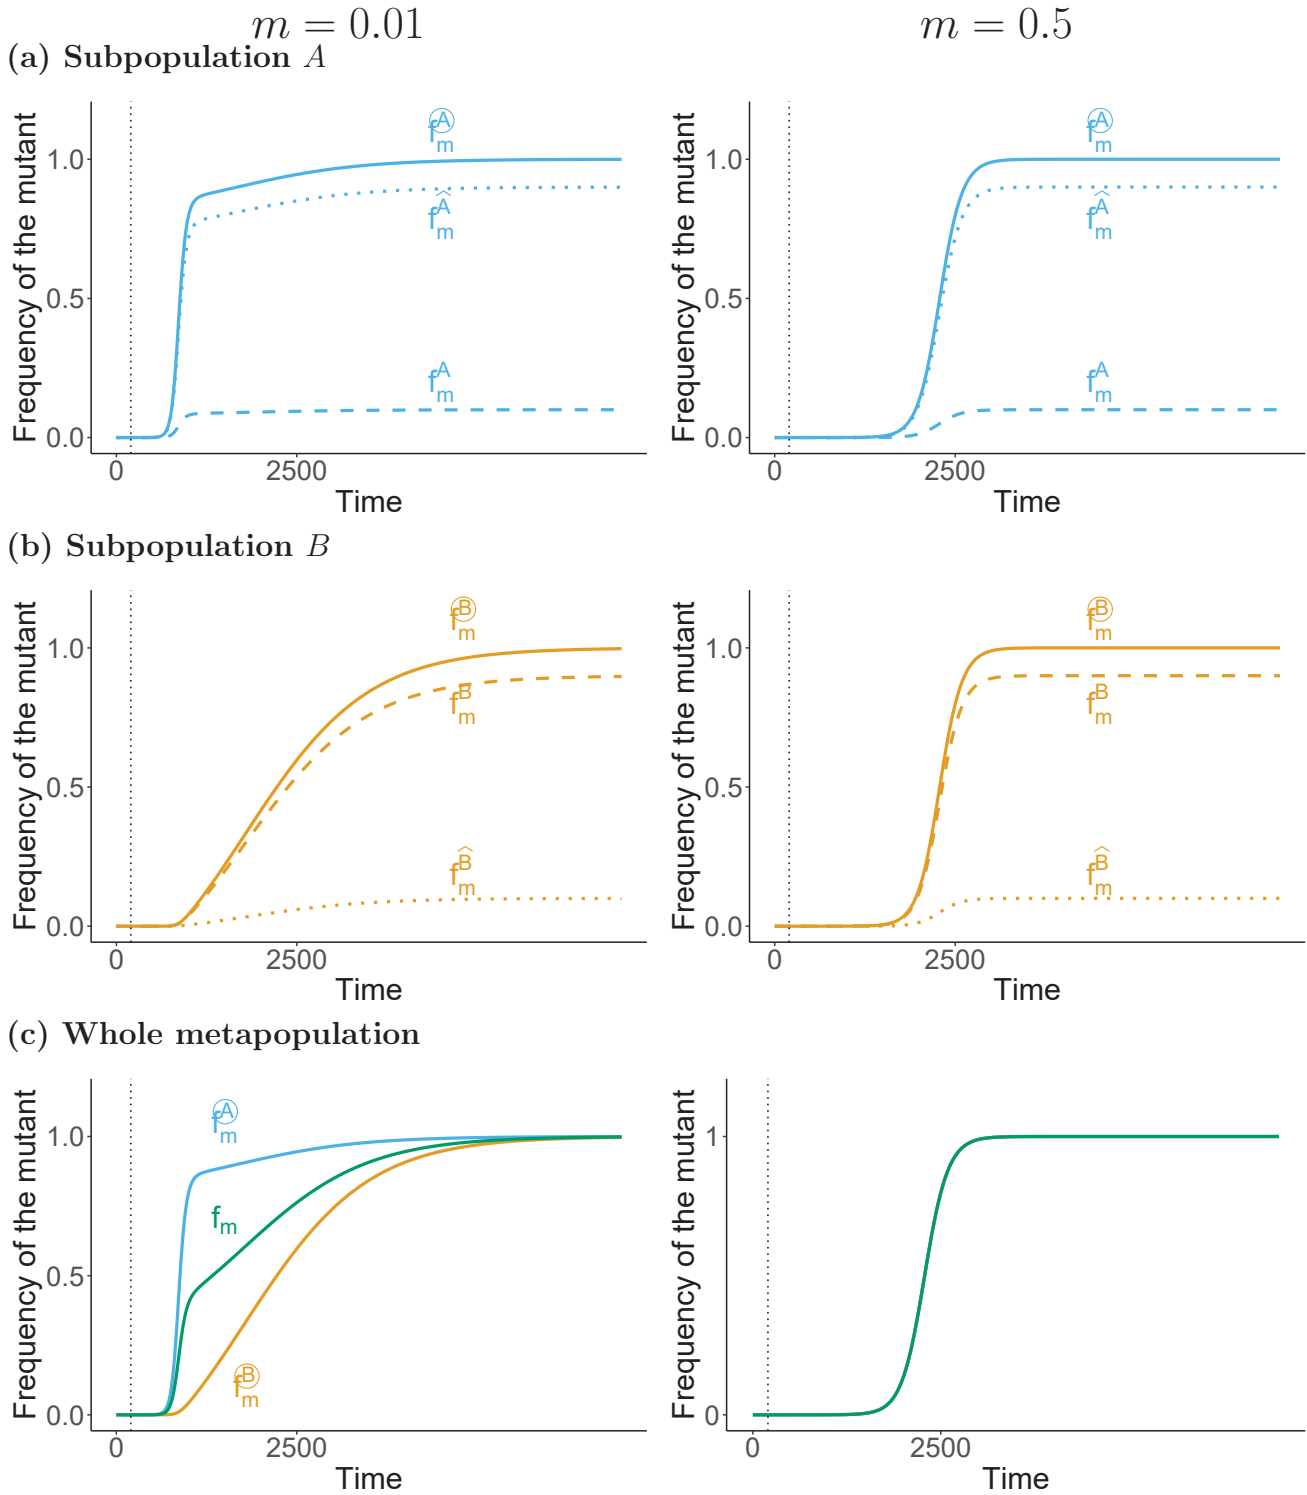 m = 0.01
m = 0.5
(a) Subpopulation A
Frequency of the mutant
1.0
0.5
0.0
f_m^Ⓐ
f_m^Â
f_m^A
0
2500
Time
Frequency of the mutant
1.0
0.5
0.0
f_m^Ⓐ
f_m^Â
f_m^A
0
2500
Time
(b) Subpopulation B
Frequency of the mutant
1.0
0.5
0.0
f_m^Ⓑ
f_m^B
f_m^B̂
0
2500
Time
Frequency of the mutant
1.0
0.5
0.0
f_m^Ⓑ
f_m^B
f_m^B̂
0
2500
Time
(c) Whole metapopulation
Frequency of the mutant
1.0
0.5
0.0
f_m^Ⓐ
f_m
f_m^Ⓑ
0
2500
Time
Frequency of the mutant
1
0
0
2500
Time